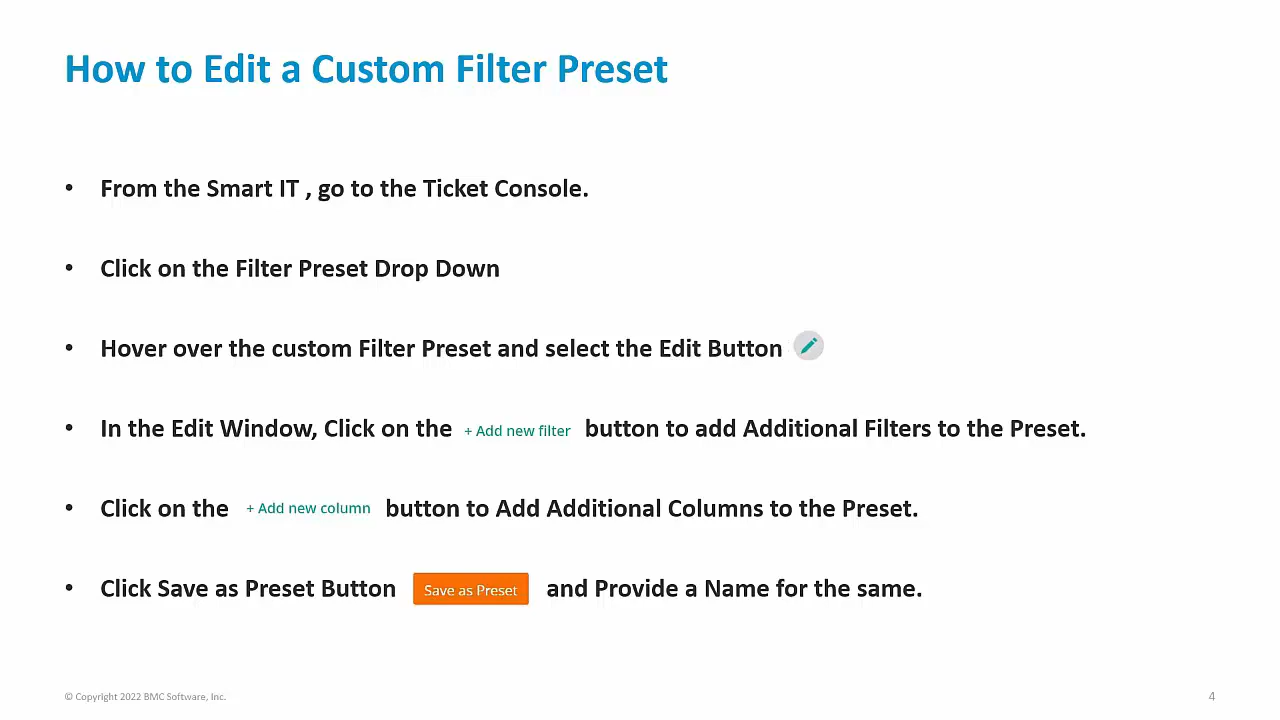 How to Edit a Custom Filter Preset
• From the Smart IT , go to the Ticket Console.
• Click on the Filter Preset Drop Down
• Hover over the custom Filter Preset and select the Edit Button
• In the Edit Window, Click on the + Add new filter button to add Additional Filters to the Preset.
• Click on the + Add new column button to Add Additional Columns to the Preset.
• Click Save as Preset Button Save as Preset and Provide a Name for the same.
© Copyright 2022 BMC Software, Inc. 4